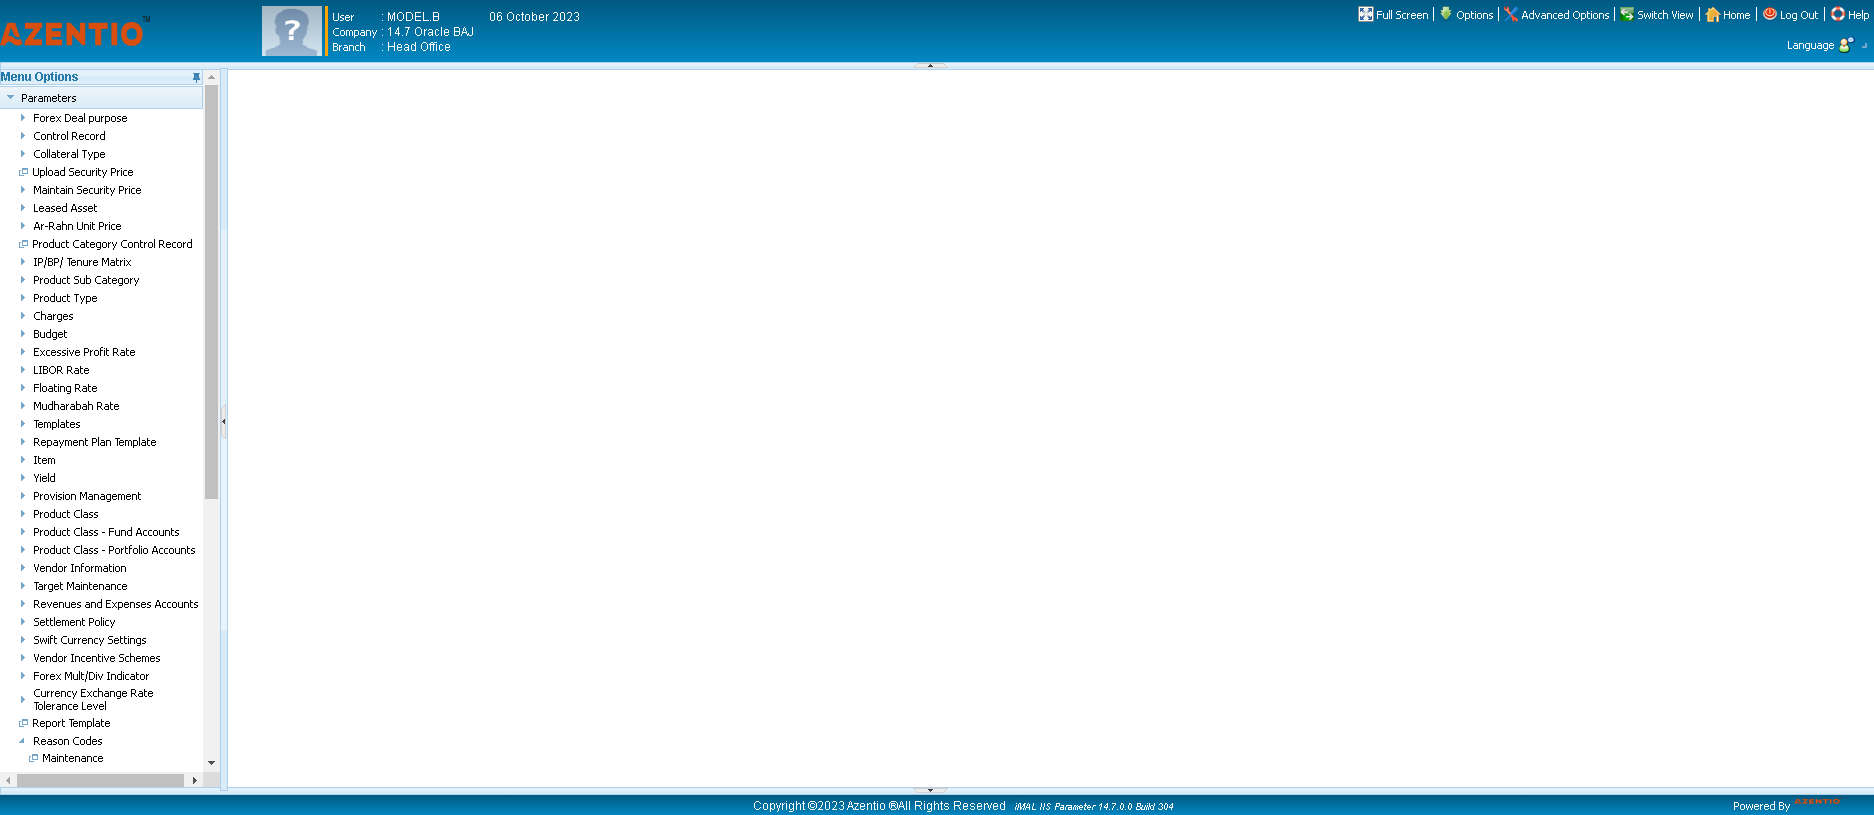 AZENTIO™
User : MODEL.B 06 October 2023
Company : 14.7 Oracle BAJ
Branch : Head Office
Full Screen Options Advanced Options Switch View Home Log Out Help
Language
Menu Options
Parameters
Forex Deal purpose
Control Record
Collateral Type
Upload Security Price
Maintain Security Price
Leased Asset
Ar-Rahn Unit Price
Product Category Control Record
IP/BP/ Tenure Matrix
Product Sub Category
Product Type
Charges
Budget
Excessive Profit Rate
LIBOR Rate
Floating Rate
Mudharabah Rate
Templates
Repayment Plan Template
Item
Yield
Provision Management
Product Class
Product Class - Fund Accounts
Product Class - Portfolio Accounts
Vendor Information
Target Maintenance
Revenues and Expenses Accounts
Settlement Policy
Swift Currency Settings
Vendor Incentive Schemes
Forex Mult/Div Indicator
Currency Exchange Rate
Tolerance Level
Report Template
Reason Codes
Maintenance
Copyright ©2023 Azentio ®All Rights Reserved iMAL IIS Parameter 14.7.0.0 Build 304
Powered By AZENTIO